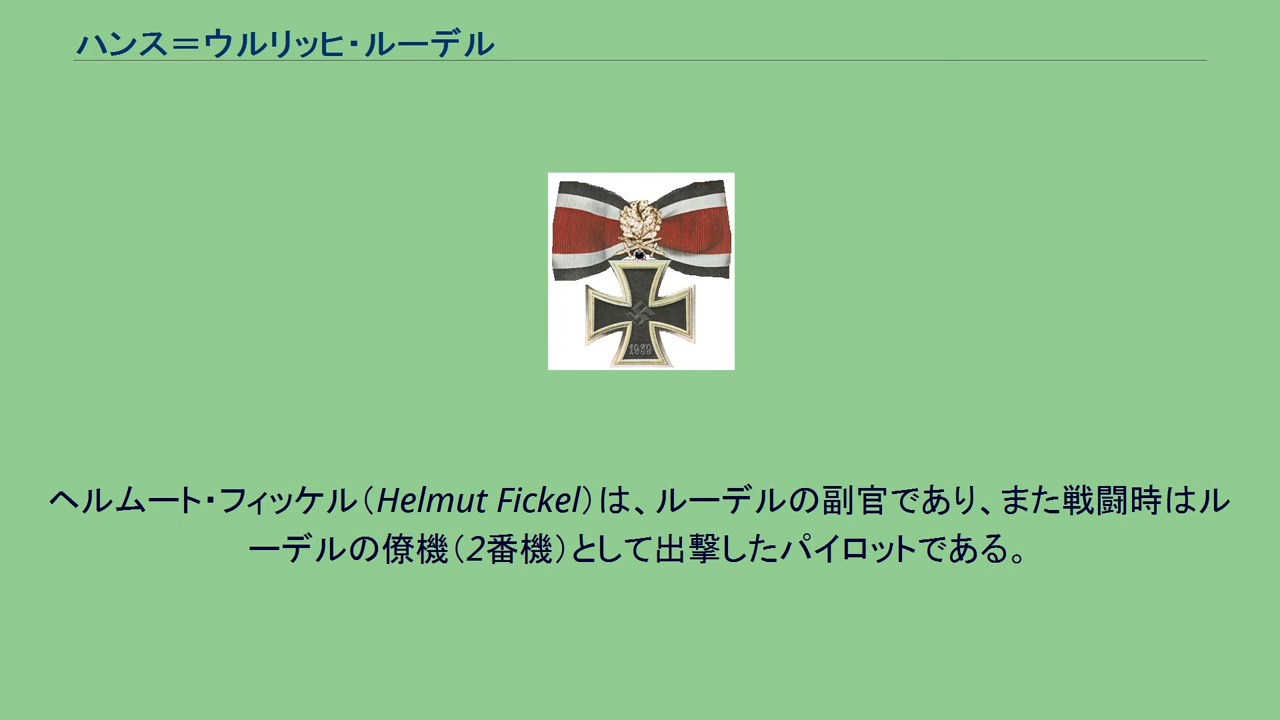 ハンス＝ウルリッヒ・ルーデル
1939
ヘルムート・フィッケル（Helmut Fickel）は、ルーデルの副官であり、また戦闘時はル
ーデルの僚機（2番機）として出撃したパイロットである。